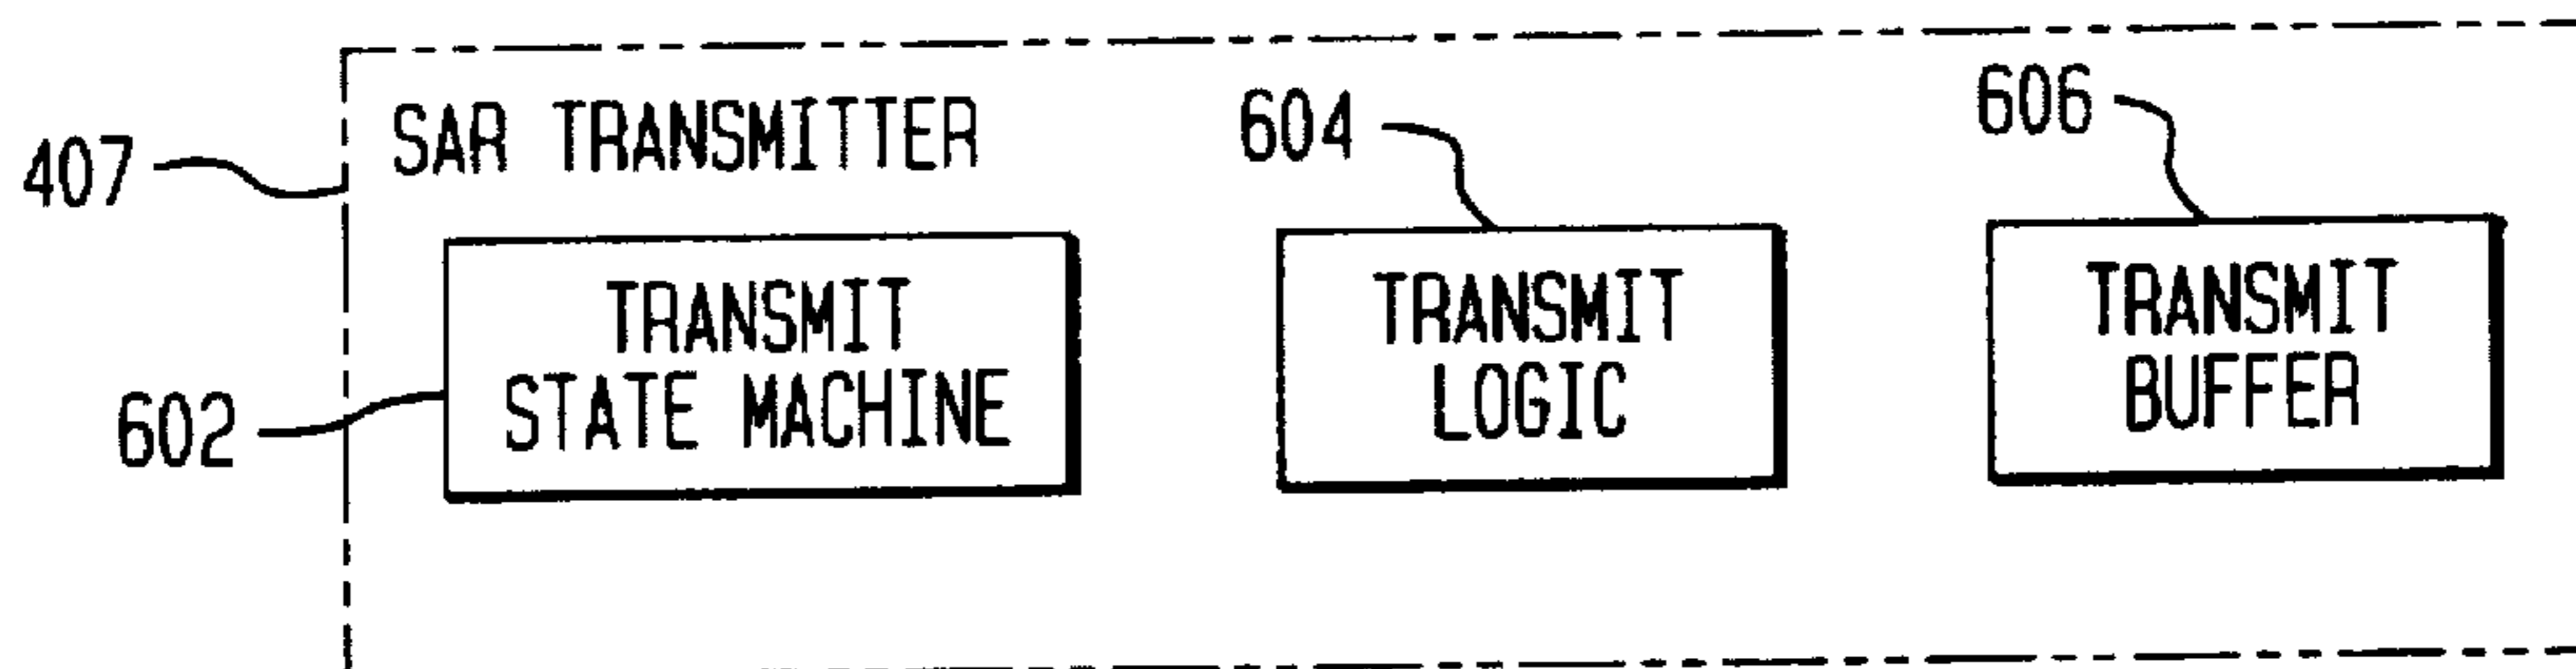 SAR TRANSMITTER
407
604
606
602
TRANSMIT
STATE MACHINE
TRANSMIT
LOGIC
TRANSMIT
BUFFER